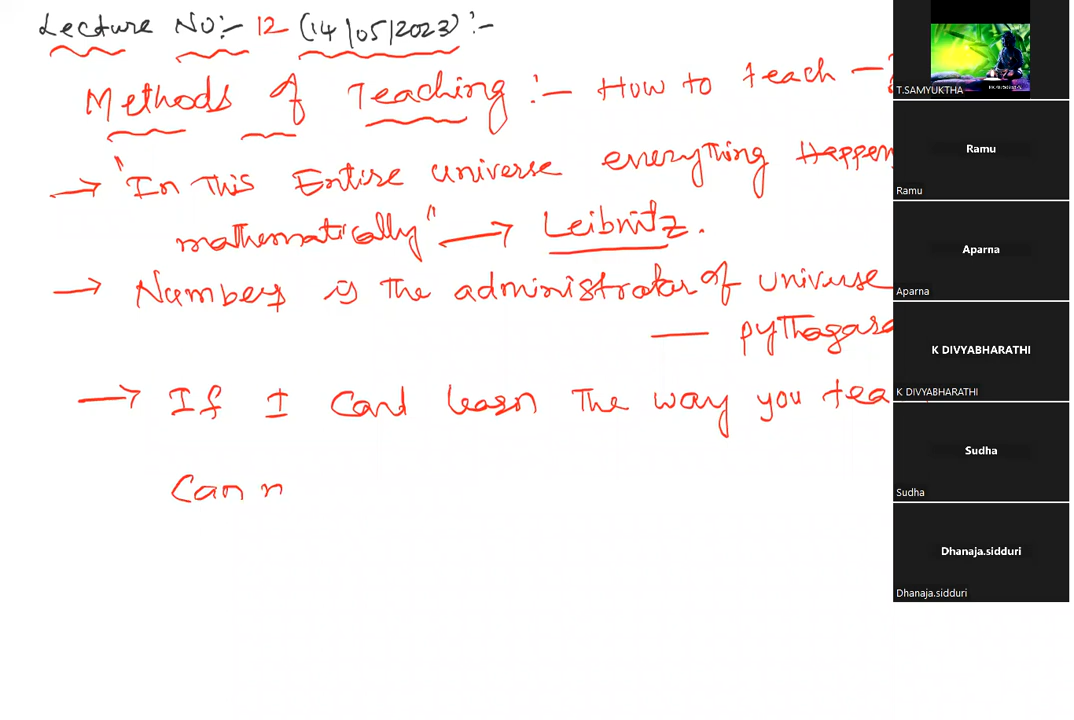 Lecture No:- 12 (14/05/2023):-
Methods of Teaching :- How to teach -
→ "In This Entire universe everything Happen
mathematically" → Leibnitz.
→ Number is the administrator of universe
— pythagar
→ If I can't learn The way you tea
Can n
T.SAMYUKTHA
Ramu
Ramu
Aparna
Aparna
K DIVYABHARATHI
K DIVYABHARATHI
Sudha
Sudha
Dhanaja.sidduri
Dhanaja.sidduri